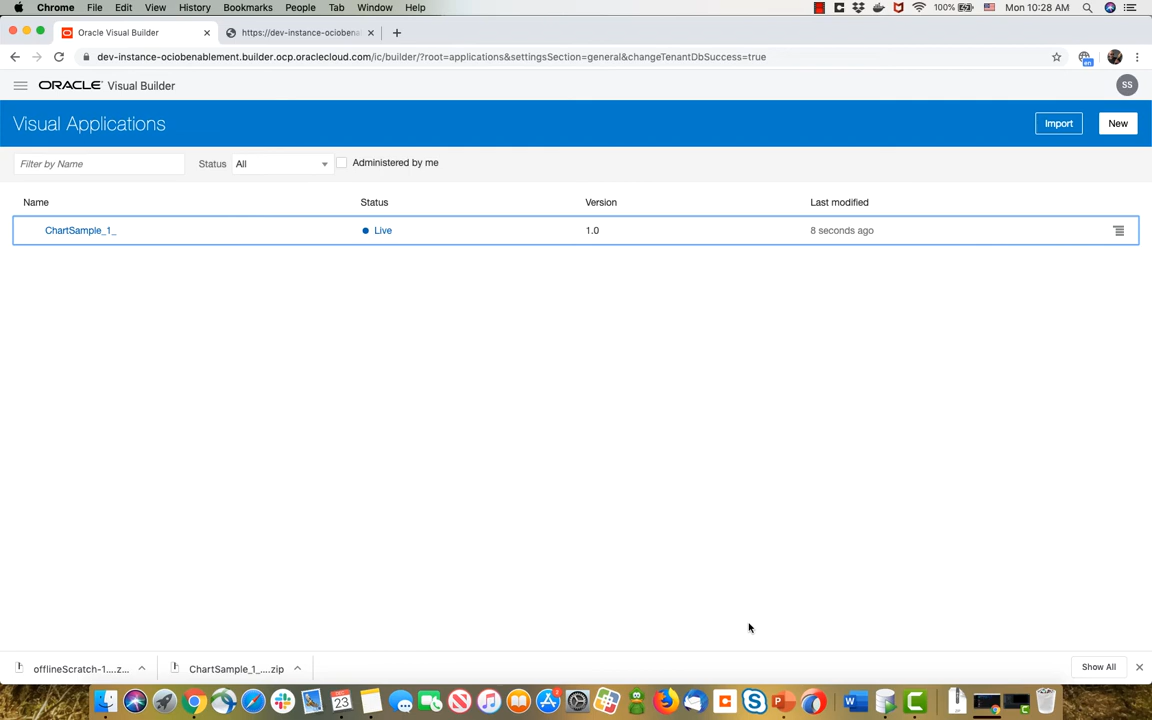 Chrome File Edit View History Bookmarks People Tab Window Help 100% Mon 10:28 AM
Oracle Visual Builder https://dev-instance-ociobena
dev-instance-ociobenablement.builder.ocp.oraclecloud.com/ic/builder/?root=applications&settingsSection=general&changeTenantDbSuccess=true
ORACLE Visual Builder SS
Visual Applications Import New
Filter by Name Status All Administered by me
Name Status Version Last modified
ChartSample_1_ Live 1.0 8 seconds ago
offlineScratch-1....z... ChartSample_1_....zip Show All